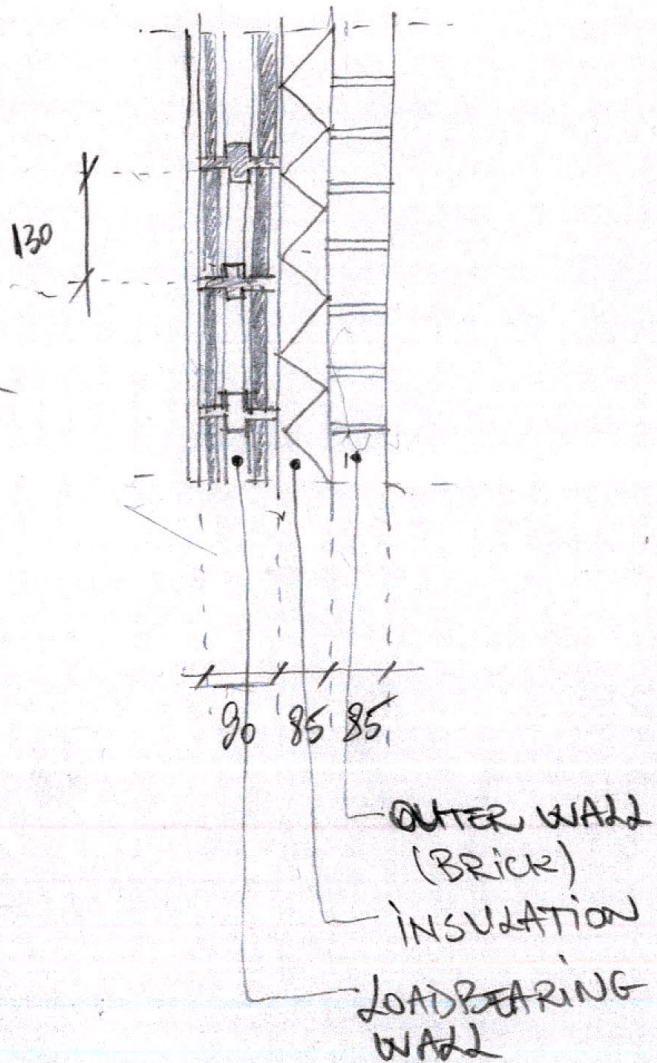 130
90 85 85
OUTER WALL
(BRICK)
INSULATION
LOADBEARING
WALL